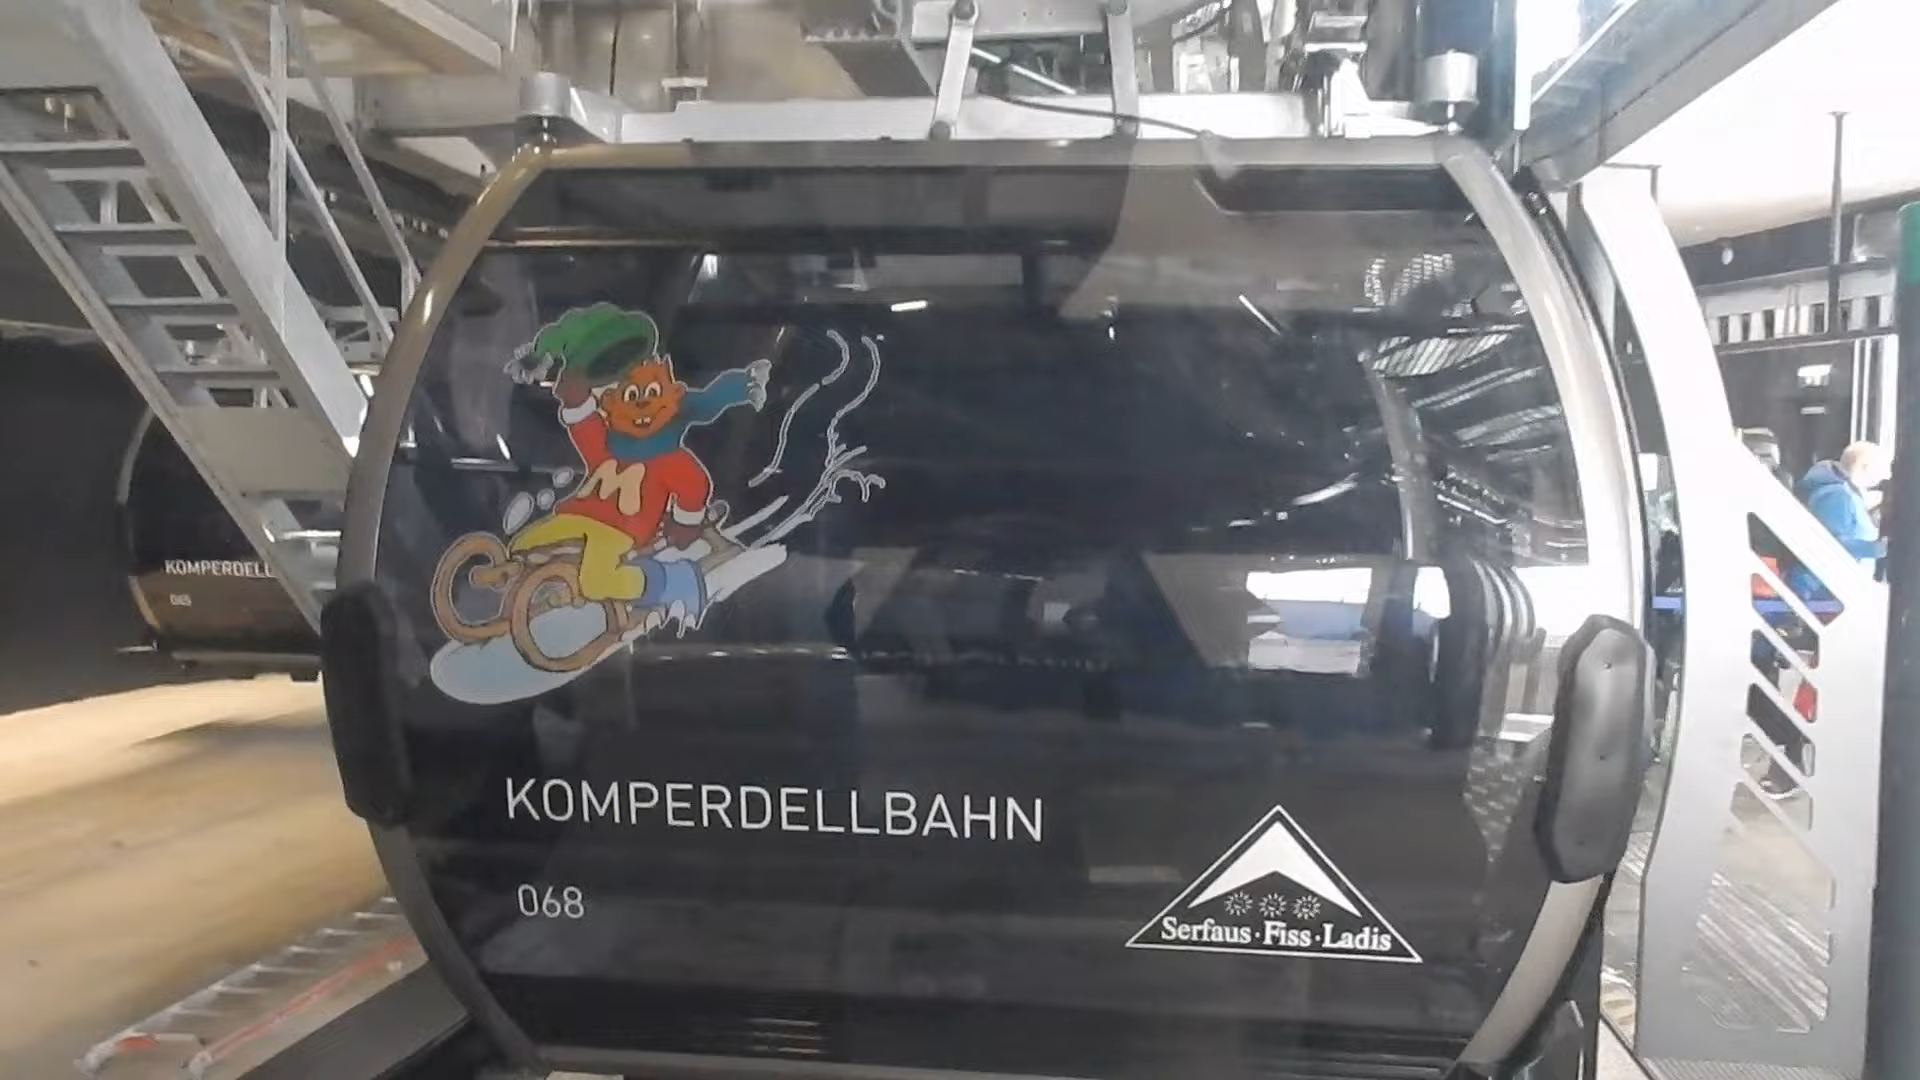 M
KOMPERDELL
KOMPERDELLBAHN
068
Serfaus·Fiss·Ladis